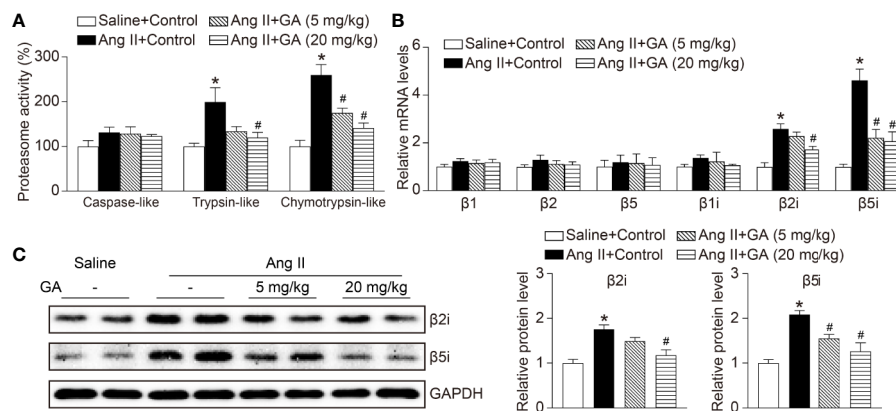 A
Saline+Control Ang II+GA (5 mg/kg)
Ang II+Control Ang II+GA (20 mg/kg)
Proteasome activity (%)
300
200
100
0
* * # # #
Caspase-like Trypsin-like Chymotrypsin-like
B
Saline+Control Ang II+GA (5 mg/kg)
Ang II+Control Ang II+GA (20 mg/kg)
Relative mRNA levels
6
4
2
0
* # * # #
β1 β2 β5 β1i β2i β5i
C
Saline Ang II
GA - - 5 mg/kg 20 mg/kg
β2i
β5i
GAPDH
Saline+Control Ang II+GA (5 mg/kg)
Ang II+Control Ang II+GA (20 mg/kg)
β2i
Relative protein level
3
2
1
0
* #
β5i
Relative protein level
3
2
1
0
* # #